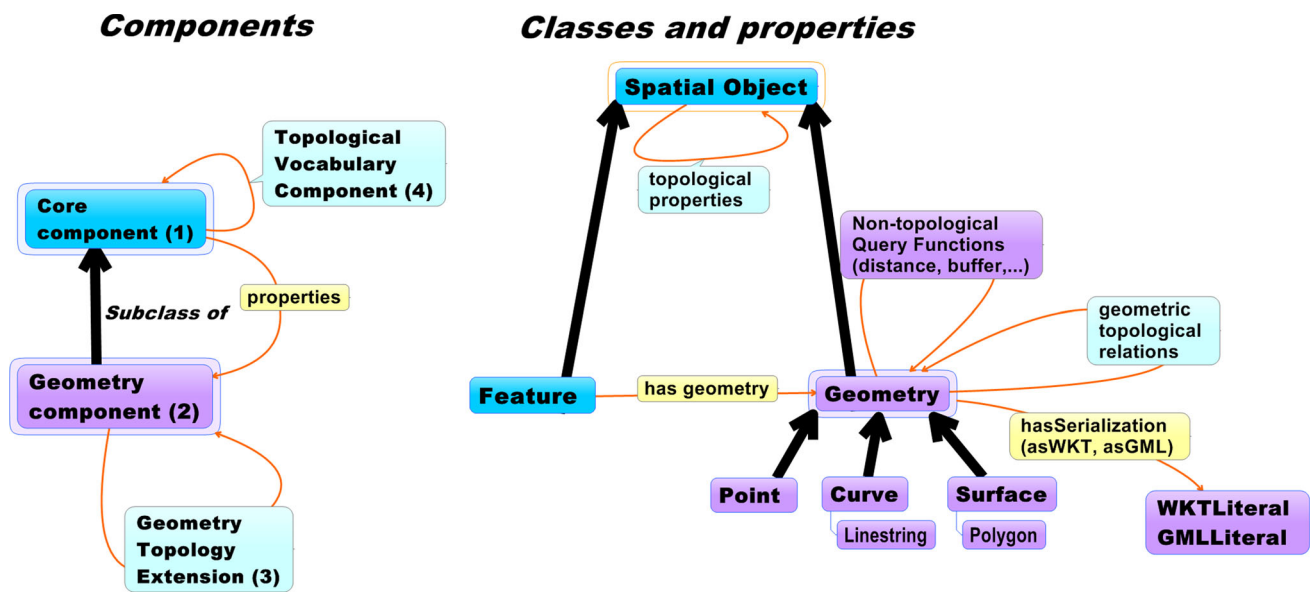 Components
Topological
Vocabulary
Component (4)
Core
component (1)
properties
Subclass of
Geometry
component (2)
Geometry
Topology
Extension (3)
Classes and properties
Spatial Object
topological
properties
Non-topological
Query Functions
(distance, buffer,...)
geometric
topological
relations
Feature
has geometry
Geometry
hasSerialization
(asWKT, asGML)
Point
Curve
Surface
Linestring
Polygon
WKTLiteral
GMLLiteral